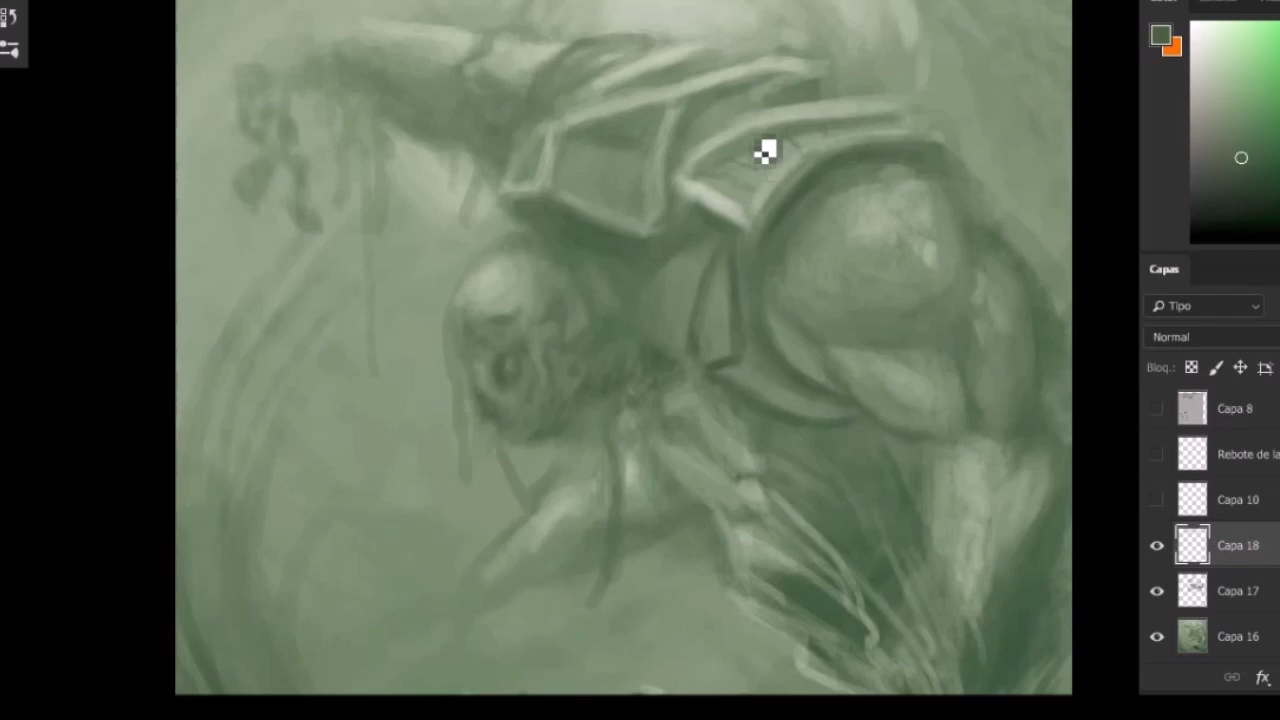 Capas
Tipo
Normal
Bloq.:
Capa 8
Rebote de la
Capa 10
Capa 18
Capa 17
Capa 16
fx